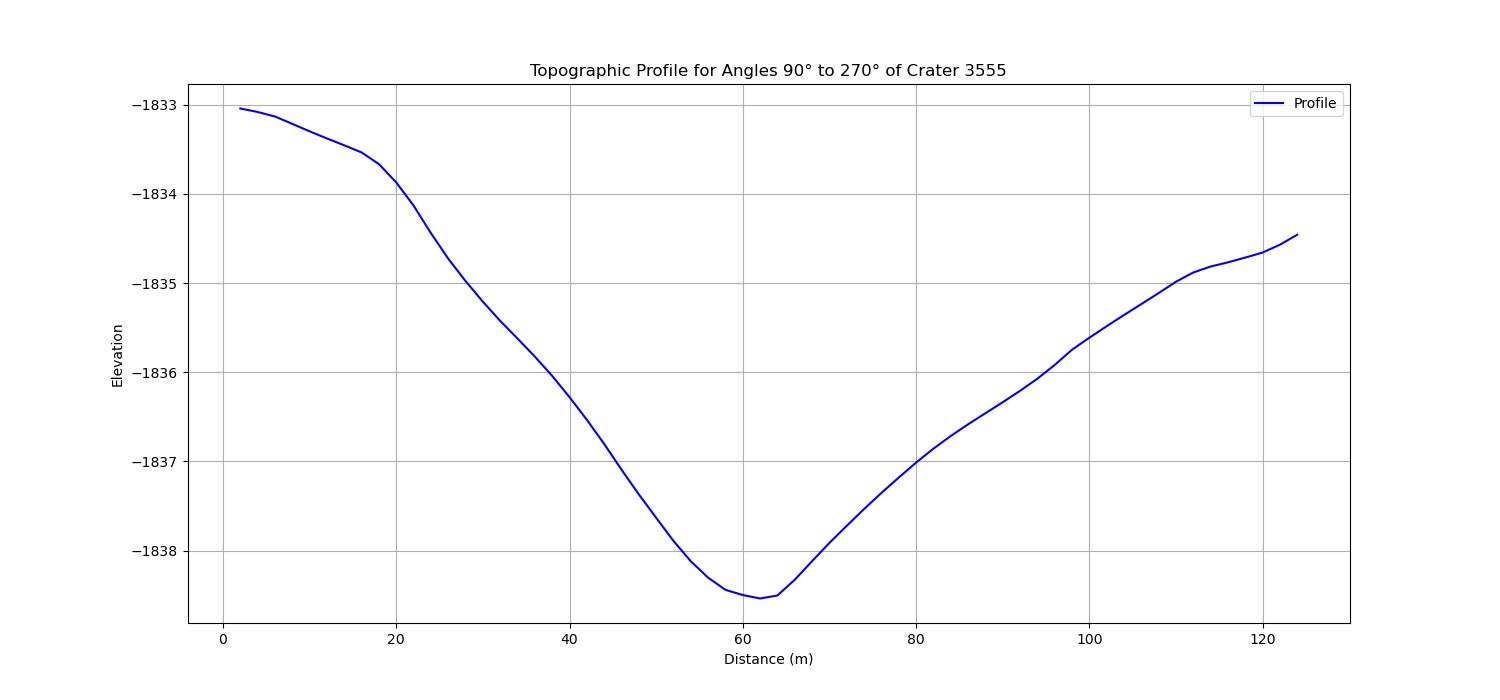 Topographic Profile for Angles 90° to 270° of Crater 3555
Profile
−1833
−1834
−1835
−1836
−1837
−1838
Elevation
0 20 40 60 80 100 120
Distance (m)